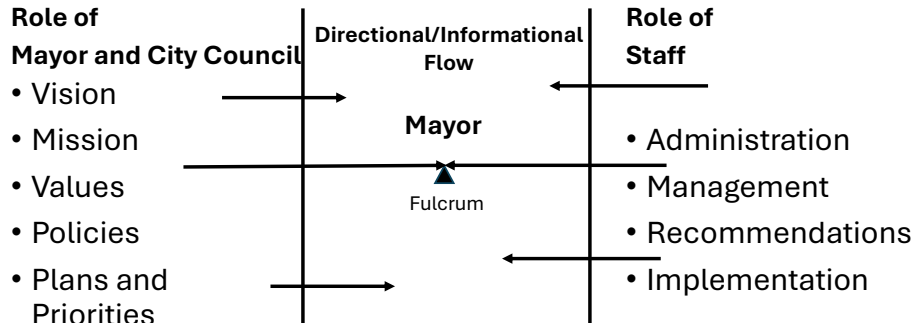 Role of
Mayor and City Council
• Vision
• Mission
• Values
• Policies
• Plans and
Priorities
Directional/Informational
Flow
Mayor
Fulcrum
Role of
Staff
• Administration
• Management
• Recommendations
• Implementation